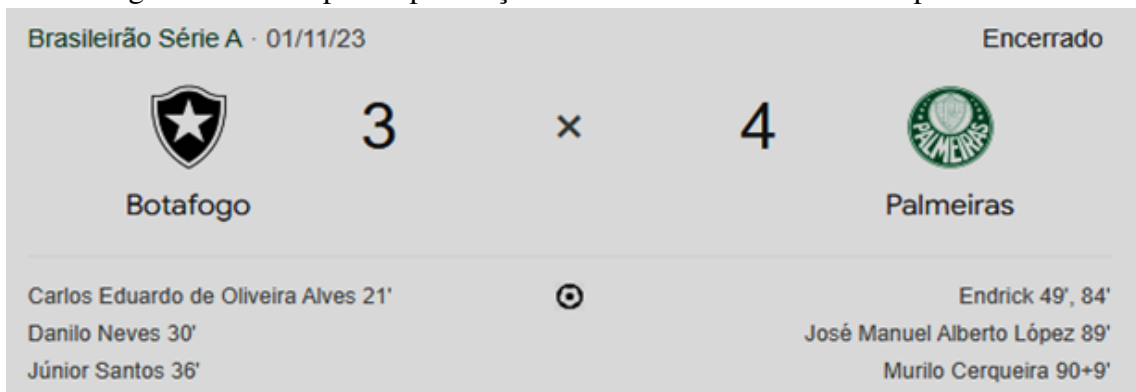 Brasileirão Série A · 01/11/23 Encerrado
3 × 4
PALMEIRAS
Botafogo Palmeiras
Carlos Eduardo de Oliveira Alves 21' Endrick 49', 84'
Danilo Neves 30' José Manuel Alberto López 89'
Júnior Santos 36' Murilo Cerqueira 90+9'